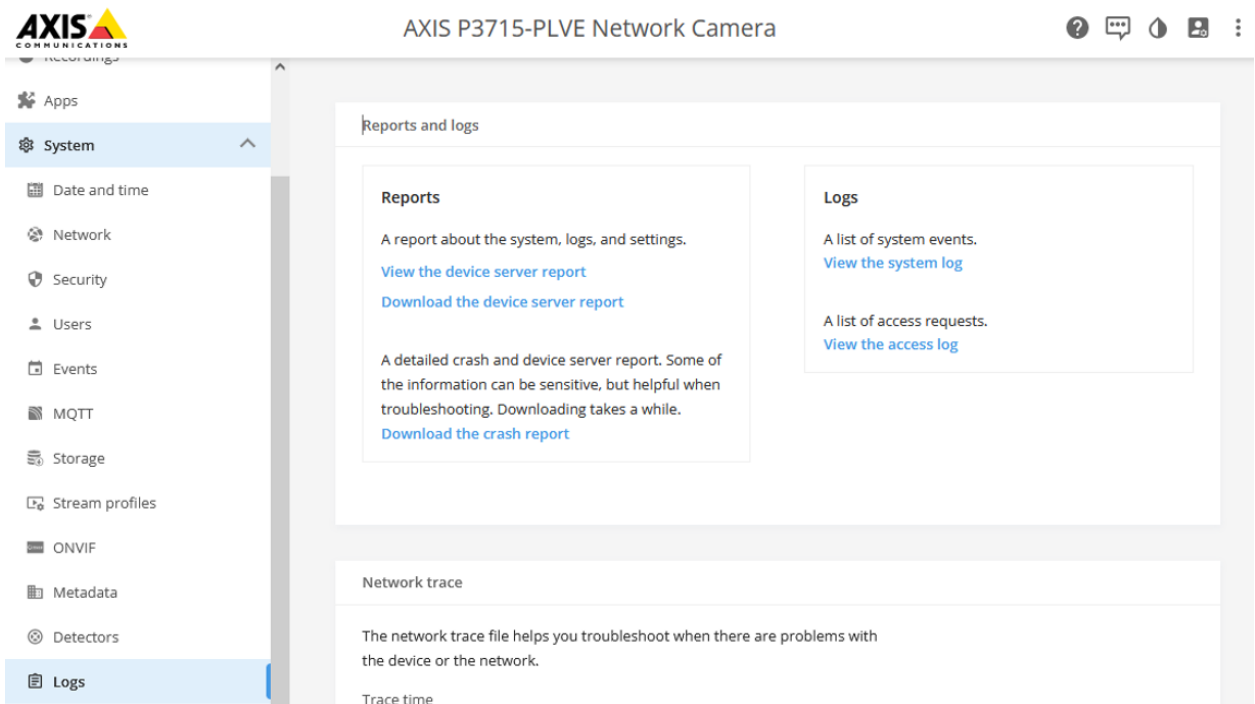 AXIS
COMMUNICATIONS
AXIS P3715-PLVE Network Camera
Recordings
Apps
System
Date and time
Network
Security
Users
Events
MQTT
Storage
Stream profiles
ONVIF
Metadata
Detectors
Logs
Reports and logs
Reports
A report about the system, logs, and settings.
View the device server report
Download the device server report
A detailed crash and device server report. Some of
the information can be sensitive, but helpful when
troubleshooting. Downloading takes a while.
Download the crash report
Logs
A list of system events.
View the system log
A list of access requests.
View the access log
Network trace
The network trace file helps you troubleshoot when there are problems with
the device or the network.
Trace time